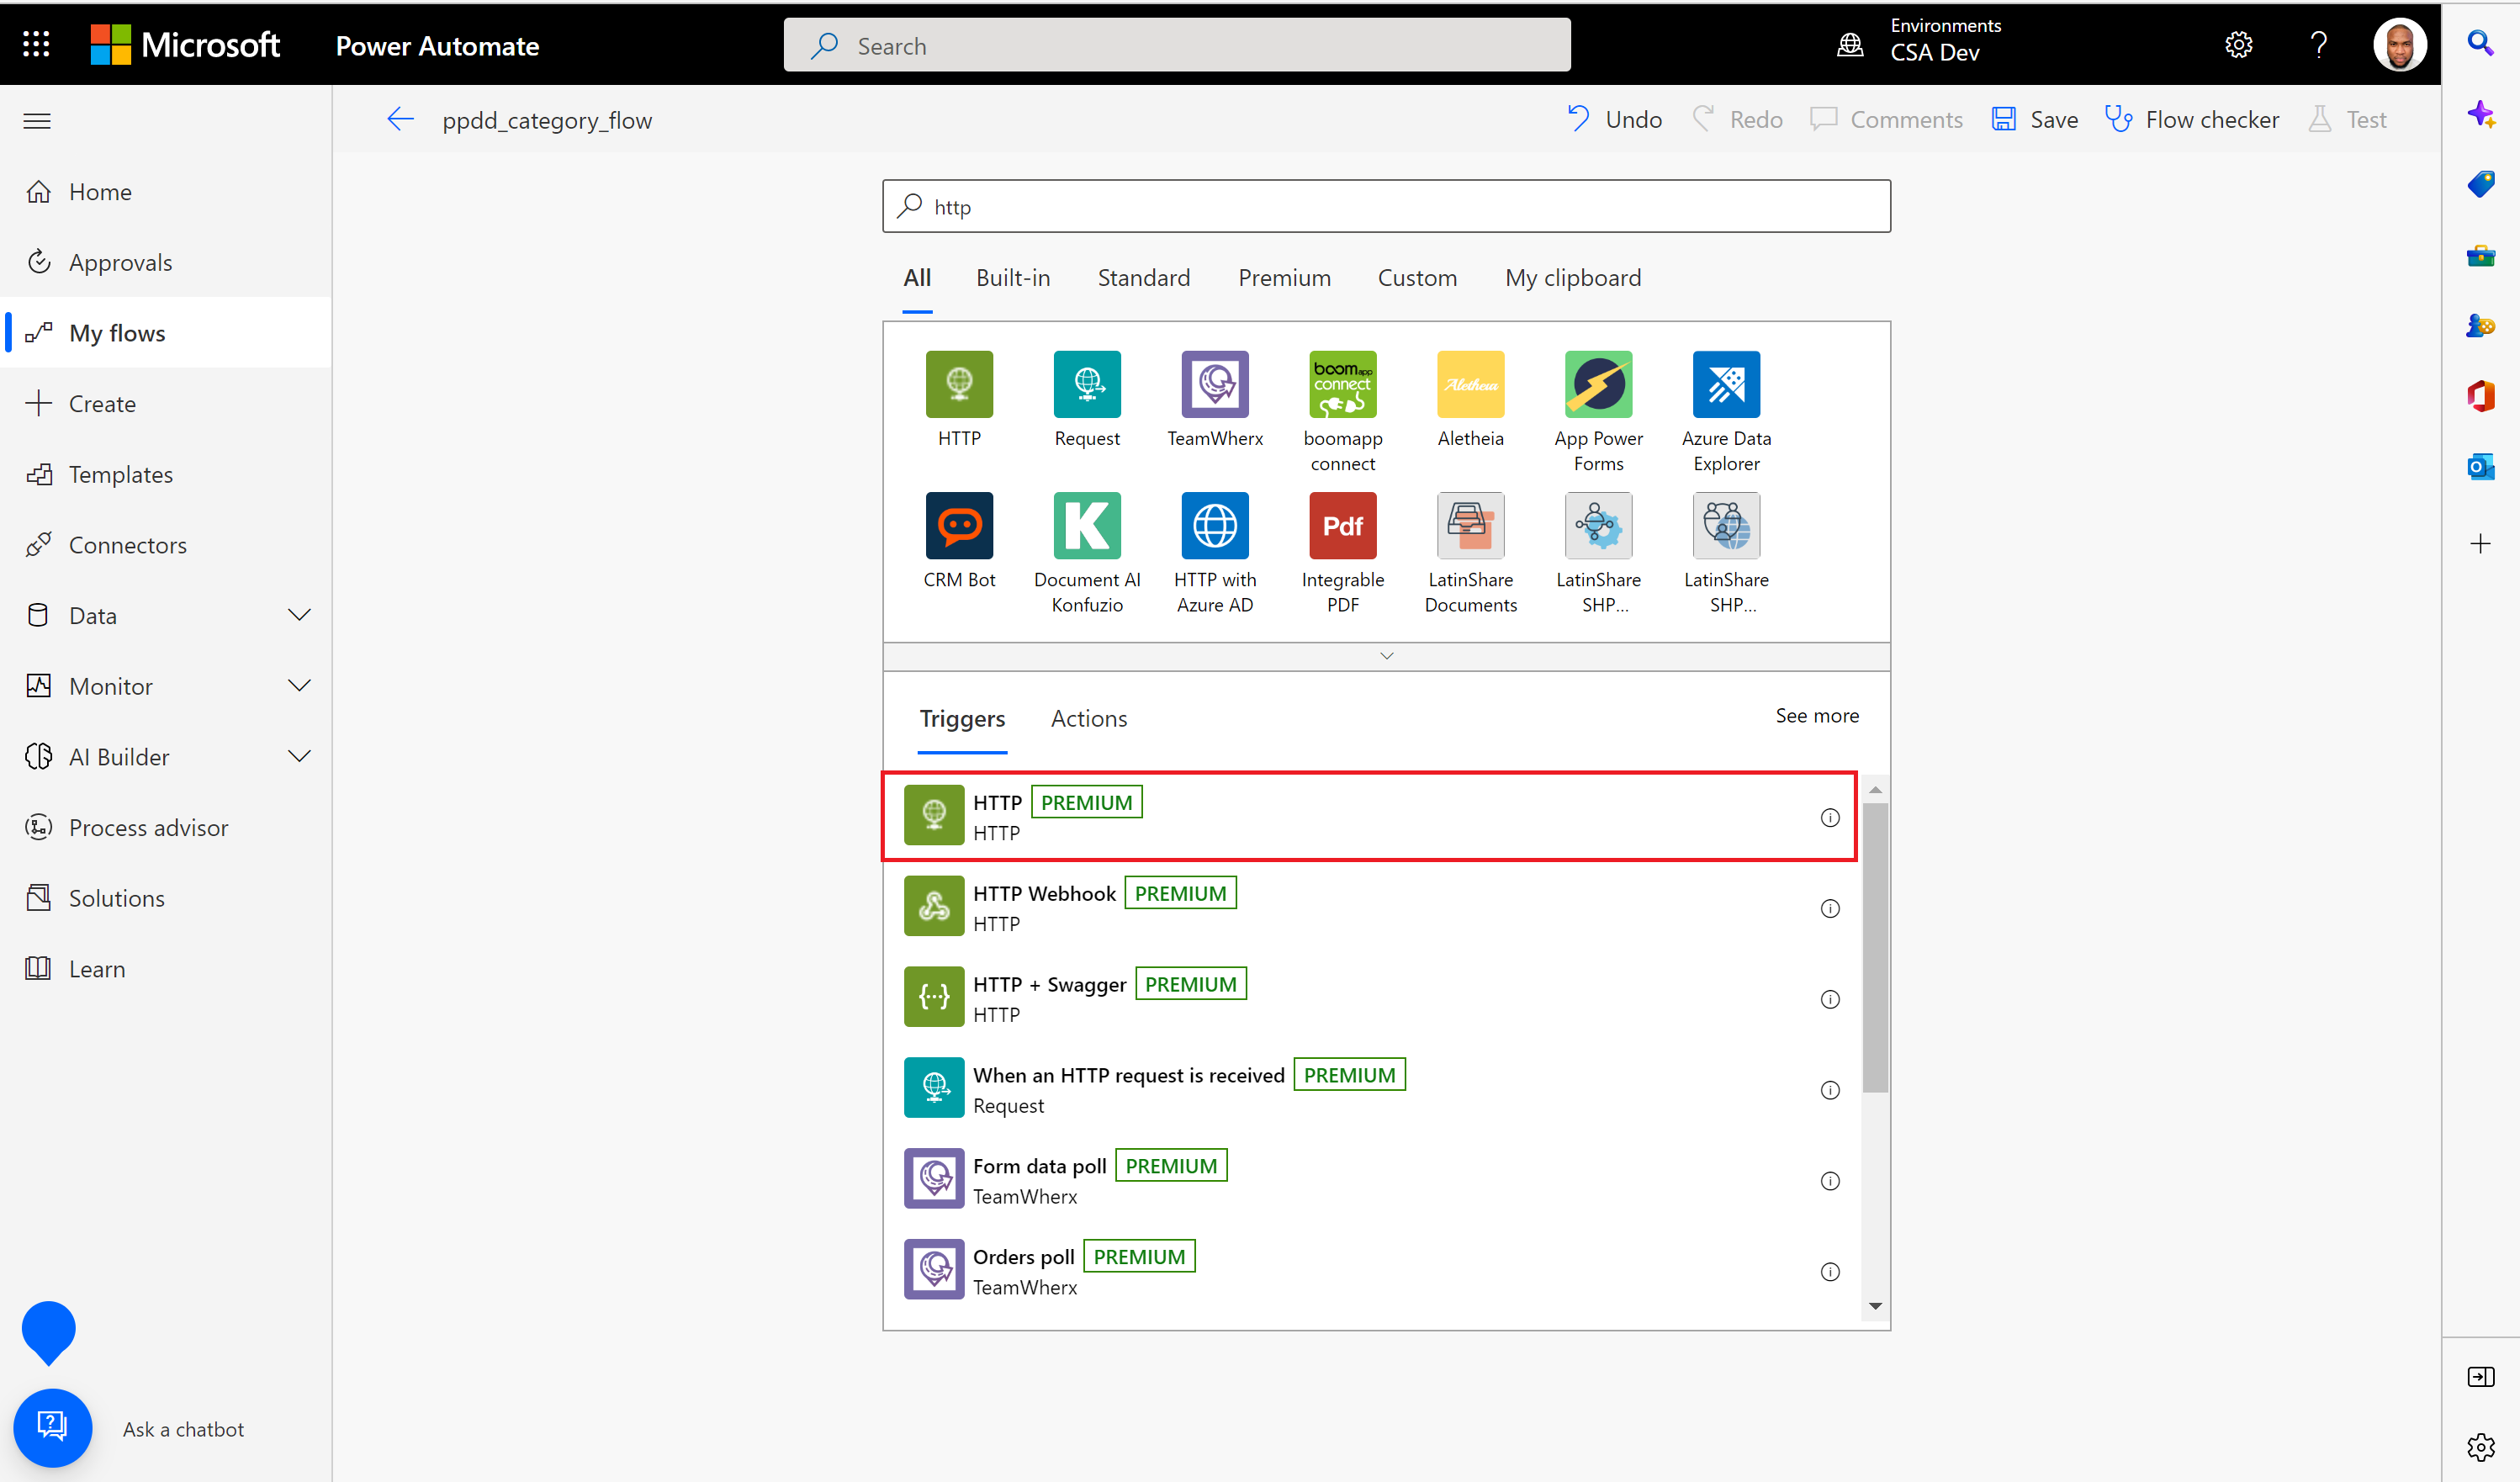 Microsoft
Power Automate
Search
Environments
CSA Dev
ppdd_category_flow
Undo
Redo
Comments
Save
Flow checker
Test
Home
Approvals
My flows
Create
Templates
Connectors
Data
Monitor
AI Builder
Process advisor
Solutions
Learn
Ask a chatbot
http
All
Built-in
Standard
Premium
Custom
My clipboard
boomapp
connect
Aletheia
HTTP
Request
TeamWherx
boomapp
connect
Aletheia
App Power
Forms
Azure Data
Explorer
Pdf
CRM Bot
Document AI
Konfuzio
HTTP with
Azure AD
Integrable
PDF
LatinShare
Documents
LatinShare
SHP...
LatinShare
SHP...
Triggers
Actions
See more
HTTP PREMIUM
HTTP
HTTP Webhook PREMIUM
HTTP
HTTP + Swagger PREMIUM
HTTP
When an HTTP request is received PREMIUM
Request
Form data poll PREMIUM
TeamWherx
Orders poll PREMIUM
TeamWherx